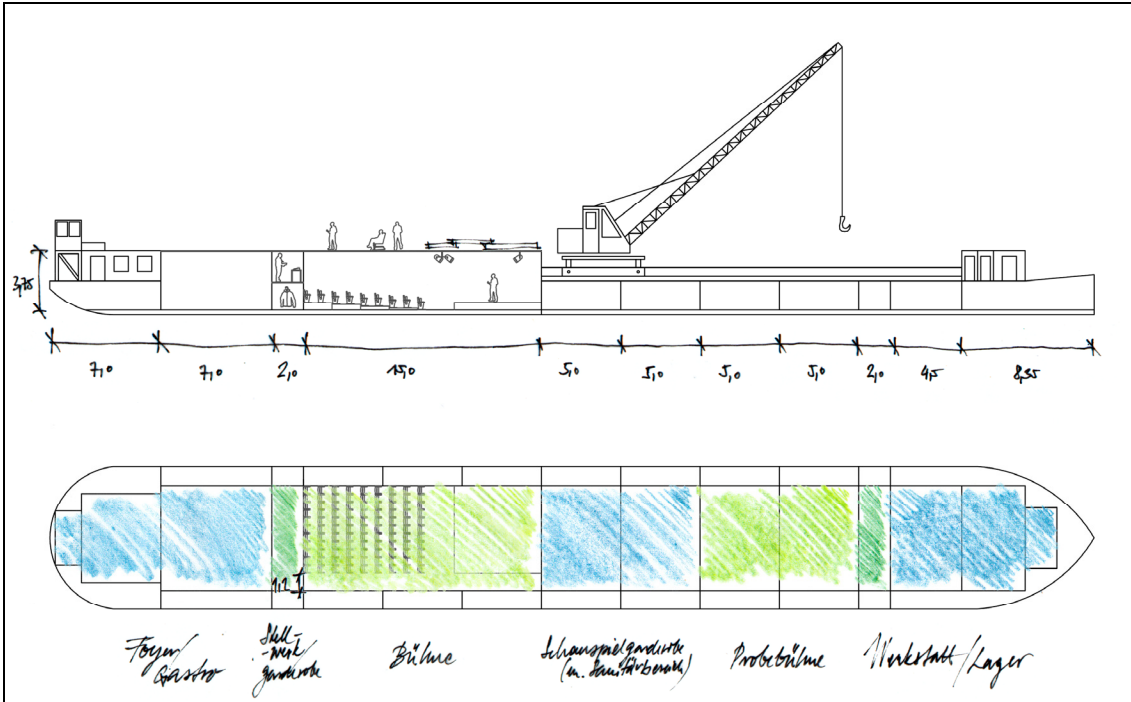 3,75
7,0 7,0 2,0 15,0 5,0 5,0 5,0 5,0 2,0 4,5 8,35
1,2
Foyer/
Gastro
Stell-
-werk/
garderobe
Bühne
Schauspielgarderobe
(m. Sanitärbereich)
Probebühne
Werkstatt/Lager